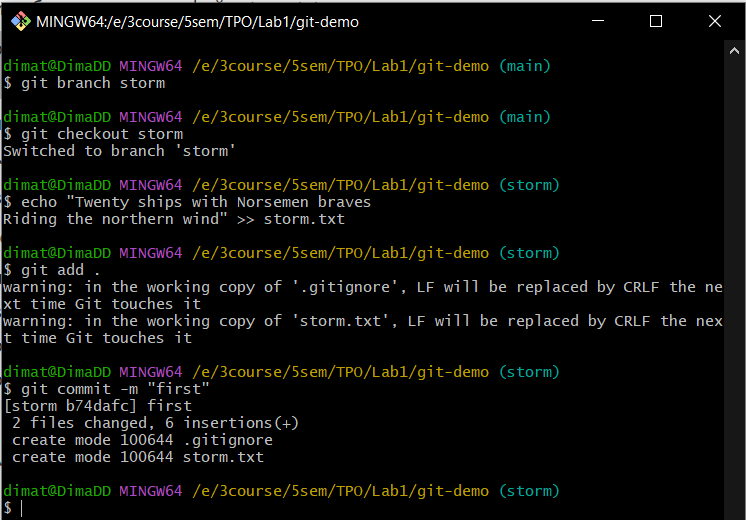 MINGW64:/e/3course/5sem/TPO/Lab1/git-demo
dimat@DimaDD MINGW64 /e/3course/5sem/TPO/Lab1/git-demo (main)
$ git branch storm
dimat@DimaDD MINGW64 /e/3course/5sem/TPO/Lab1/git-demo (main)
$ git checkout storm
Switched to branch 'storm'
dimat@DimaDD MINGW64 /e/3course/5sem/TPO/Lab1/git-demo (storm)
$ echo "Twenty ships with Norsemen braves
Riding the northern wind" >> storm.txt
dimat@DimaDD MINGW64 /e/3course/5sem/TPO/Lab1/git-demo (storm)
$ git add .
warning: in the working copy of '.gitignore', LF will be replaced by CRLF the ne
xt time Git touches it
warning: in the working copy of 'storm.txt', LF will be replaced by CRLF the nex
t time Git touches it
dimat@DimaDD MINGW64 /e/3course/5sem/TPO/Lab1/git-demo (storm)
$ git commit -m "first"
[storm b74dafc] first
 2 files changed, 6 insertions(+)
 create mode 100644 .gitignore
 create mode 100644 storm.txt
dimat@DimaDD MINGW64 /e/3course/5sem/TPO/Lab1/git-demo (storm)
$